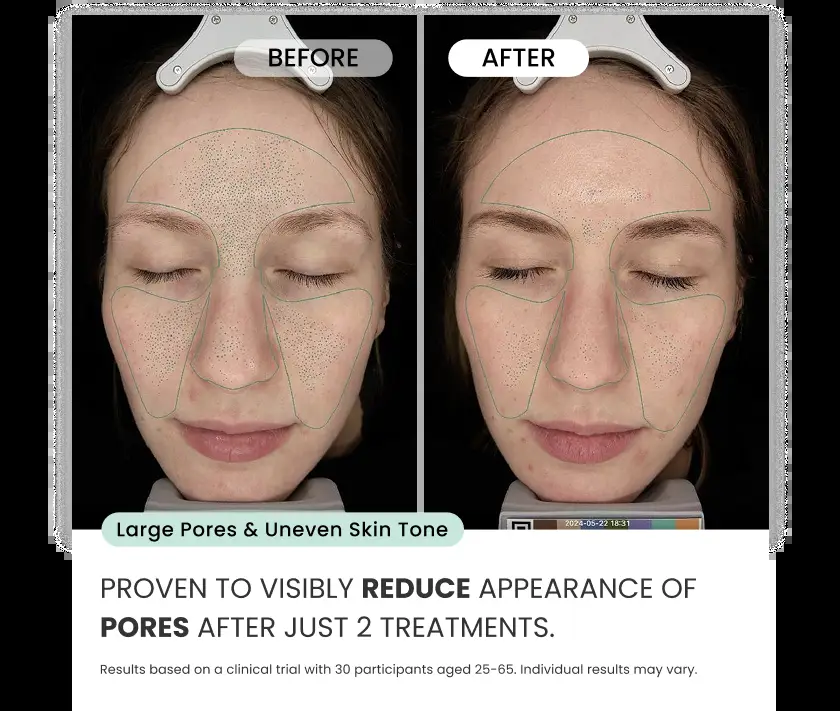 BEFORE
AFTER
2024-05-22 18:31
Large Pores & Uneven Skin Tone
PROVEN TO VISIBLY REDUCE APPEARANCE OF
PORES AFTER JUST 2 TREATMENTS.
Results based on a clinical trial with 30 participants aged 25-65. Individual results may vary.